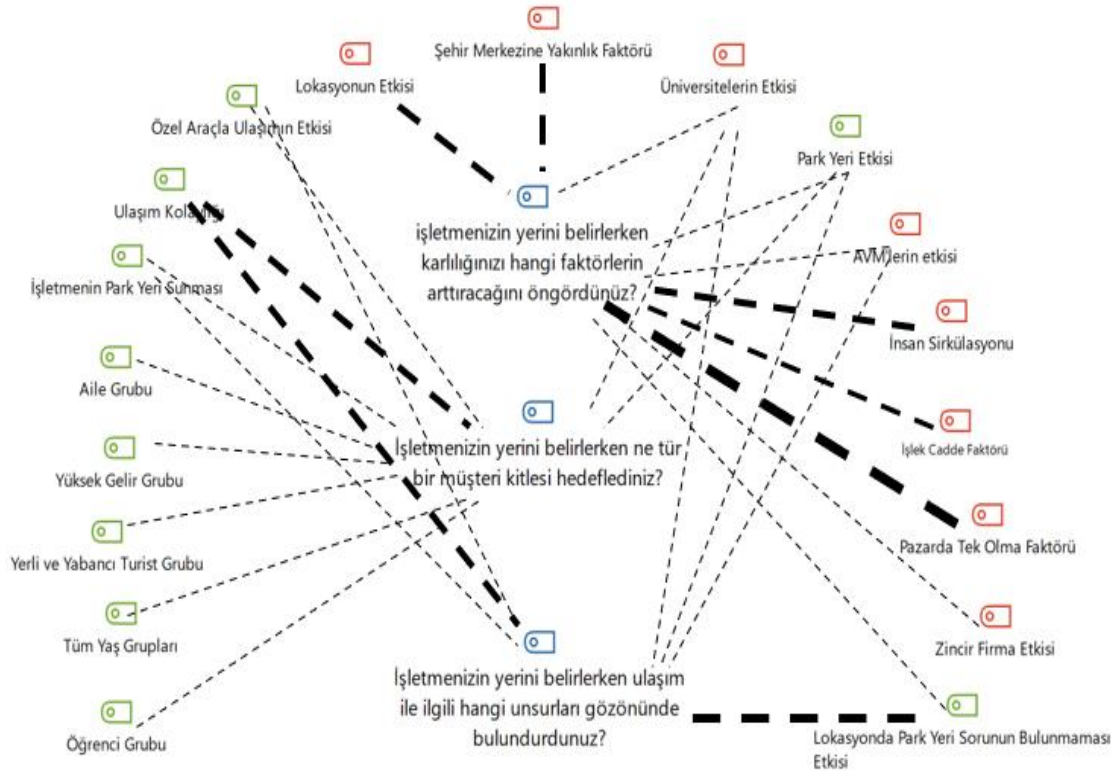 Şehir Merkezine Yakınlık Faktörü
Lokasyonun Etkisi
Üniversitelerin Etkisi
Özel Araçla Ulaşımın Etkisi
Park Yeri Etkisi
Ulaşım Kolaylığı
işletmenizin yerini belirlerken
karlılığınızı hangi faktörlerin
arttıracağını öngördünüz?
AVM'lerin etkisi
İşletmenin Park Yeri Sunması
İnsan Sirkülasyonu
Aile Grubu
İşletmenizin yerini belirlerken ne tür
bir müşteri kitlesi hedeflediniz?
İşlek Cadde Faktörü
Yüksek Gelir Grubu
Pazarda Tek Olma Faktörü
Yerli ve Yabancı Turist Grubu
Tüm Yaş Grupları
Zincir Firma Etkisi
İşletmenizin yerini belirlerken ulaşım
ile ilgili hangi unsurları gözönünde
bulundurdunuz?
Öğrenci Grubu
Lokasyonda Park Yeri Sorunun Bulunmaması
Etkisi